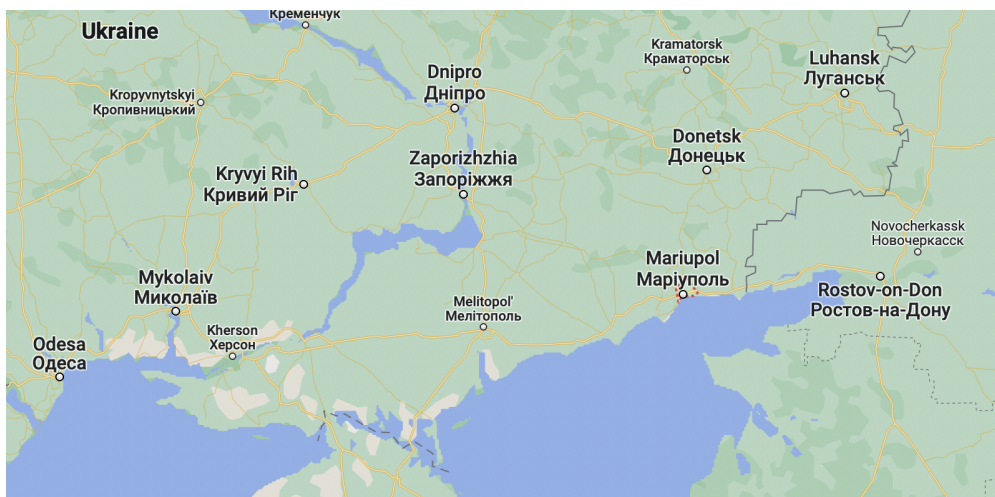 Кременчук
Ukraine
Kramatorsk
Краматорськ
Luhansk
Луганськ
Dnipro
Дніпро
Kropyvnytskyi
Кропивницький
Donetsk
Донецьк
Zaporizhzhia
Запоріжжя
Kryvyi Rih
Кривий Ріг
Novocherkassk
Новочеркасск
Mariupol
Маріуполь
Mykolaiv
Миколаїв
Rostov-on-Don
Ростов-на-Дону
Melitopol'
Мелітополь
Kherson
Херсон
Odesa
Одеса